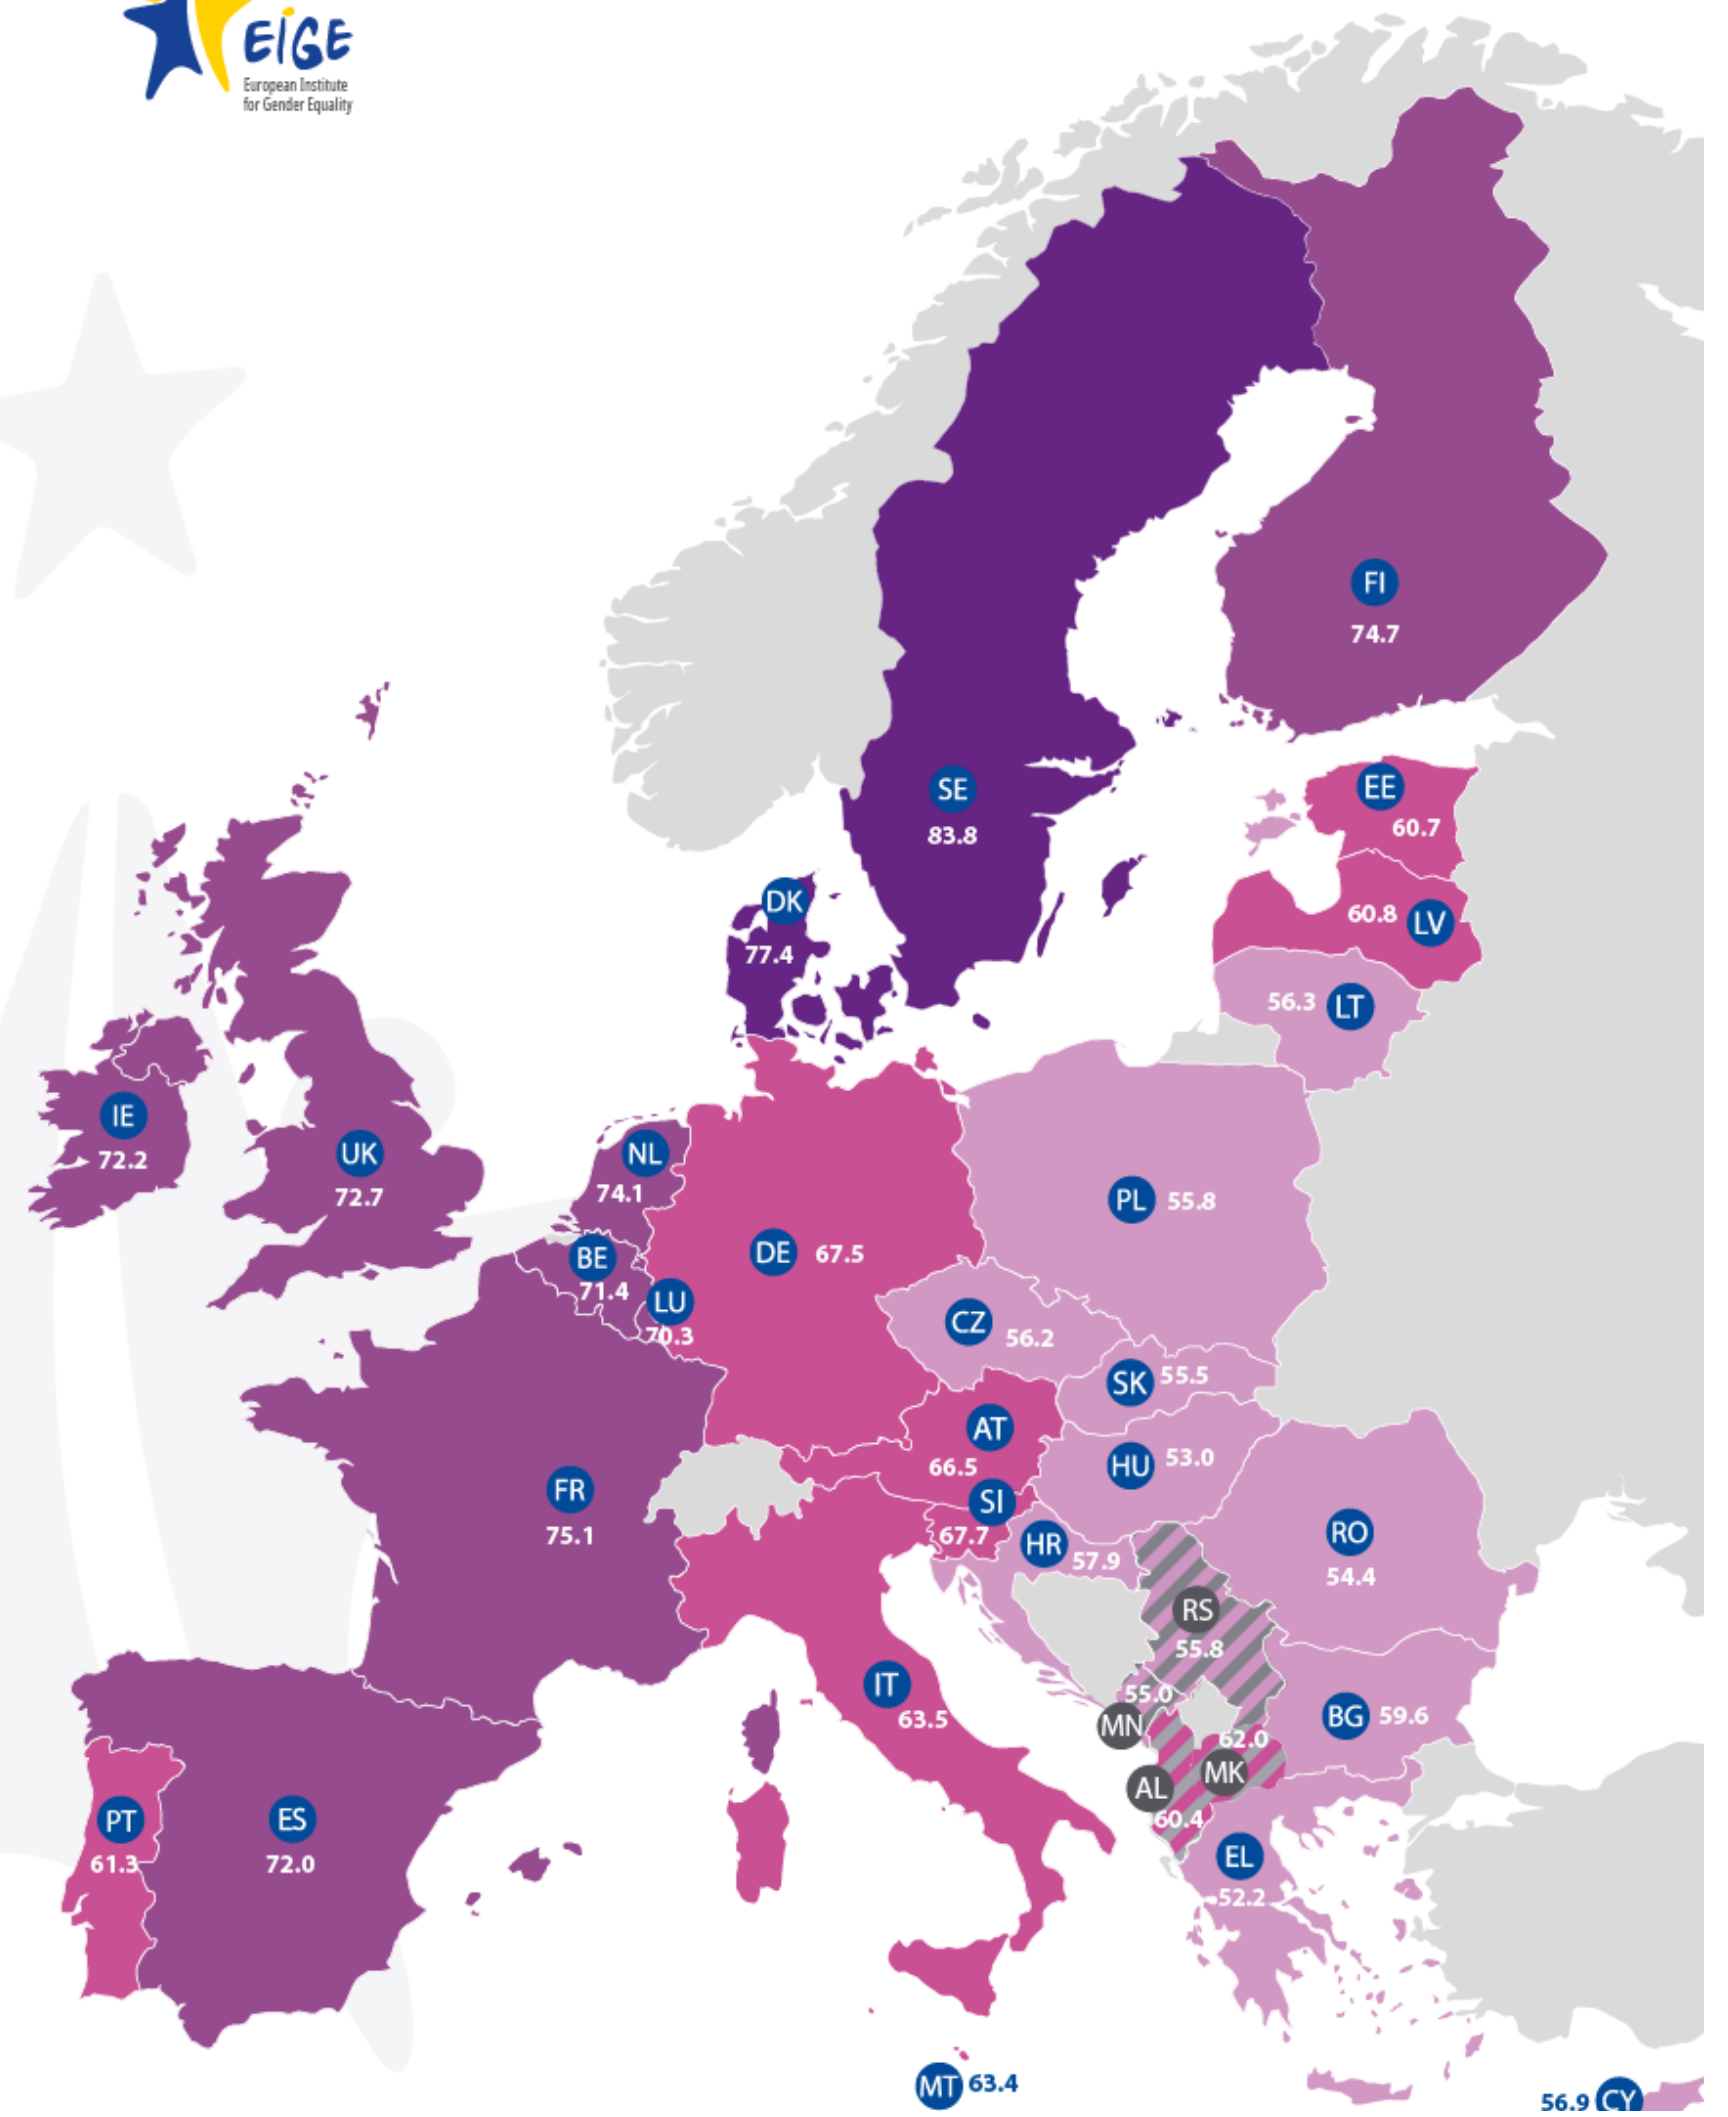 EIGE
European Institute
for Gender Equality
FI
74.7
SE
83.8
EE
60.7
DK
77.4
60.8 LV
56.3 LT
IE
72.2
UK
72.7
NL
74.1
PL 55.8
BE
71.4
DE 67.5
LU
70.3
CZ 56.2
SK 55.5
AT
66.5
HU 53.0
FR
75.1
SI
67.7
HR 57.9
RO
54.4
RS
55.8
IT
63.5
55.0
MN
BG 59.6
62.0
MK
AL
60.4
PT
61.3
ES
72.0
EL
52.2
MT 63.4
56.9 CY